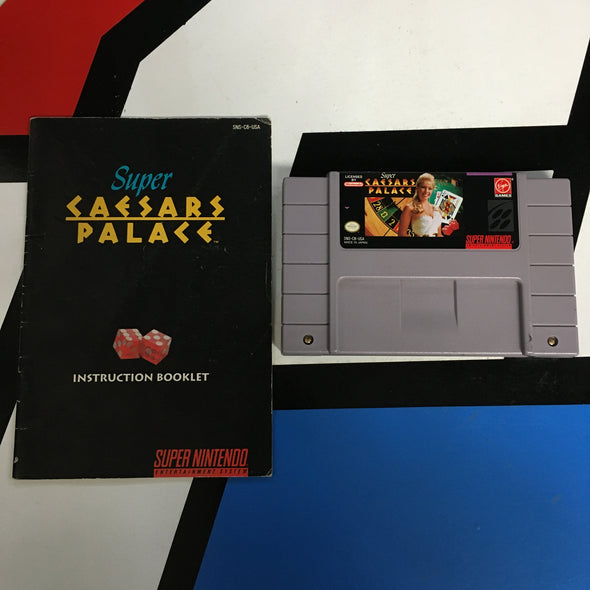 SNS-C8-USA
Super
CAESARS
PALACE™
INSTRUCTION BOOKLET
SUPER NINTENDO
ENTERTAINMENT SYSTEM
LICENSED BY
Nintendo
Super
CAESARS
PALACE
Virgin
GAMES
SNS-C8-USA
MADE IN JAPAN
SUPER NINTENDO